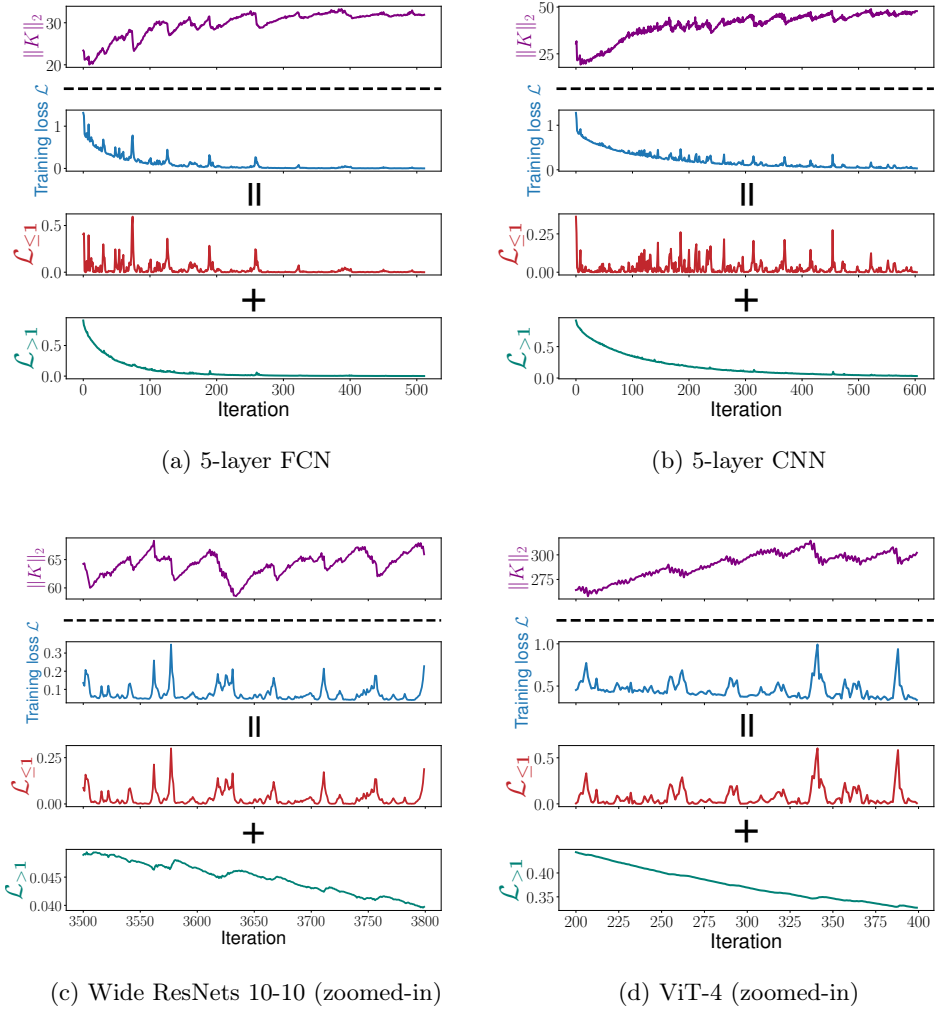 ‖K‖₂
30
20
Training loss ℒ
1
0
||
ℒ≤1
0.5
0.0
+
ℒ>1
0.5
0.0
0 100 200 300 400 500
Iteration
(a) 5-layer FCN
‖K‖₂
50
25
Training loss ℒ
1
0
||
ℒ≤1
0.25
0.00
+
ℒ>1
0.5
0.0
0 100 200 300 400 500 600
Iteration
(b) 5-layer CNN
‖K‖₂
65
60
Training loss ℒ
0.3
0.2
0.1
||
ℒ≤1
0.25
0.00
+
ℒ>1
0.045
0.040
3500 3550 3600 3650 3700 3750 3800
Iteration
(c) Wide ResNets 10-10 (zoomed-in)
‖K‖₂
300
275
Training loss ℒ
1.0
0.5
||
ℒ≤1
0.5
0.0
+
ℒ>1
0.40
0.35
200 225 250 275 300 325 350 375 400
Iteration
(d) ViT-4 (zoomed-in)